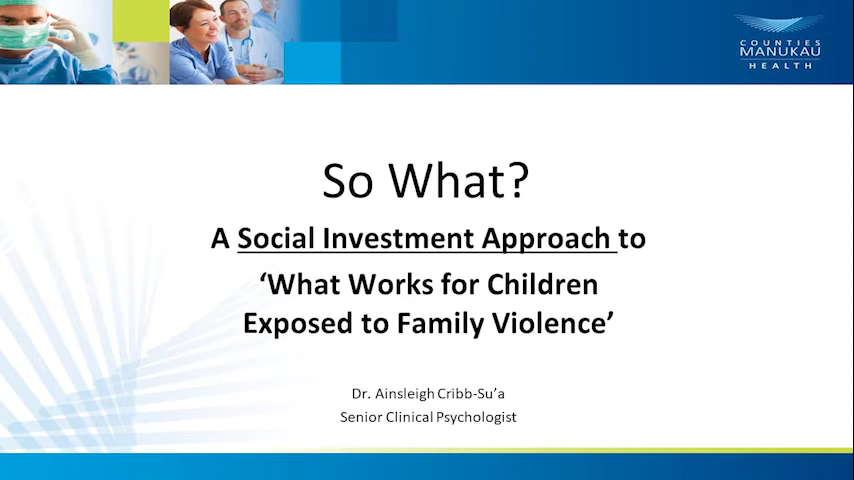 COUNTIES
MANUKAU
HEALTH
So What?
A Social Investment Approach to
‘What Works for Children
Exposed to Family Violence’
Dr. Ainsleigh Cribb-Su’a
Senior Clinical Psychologist